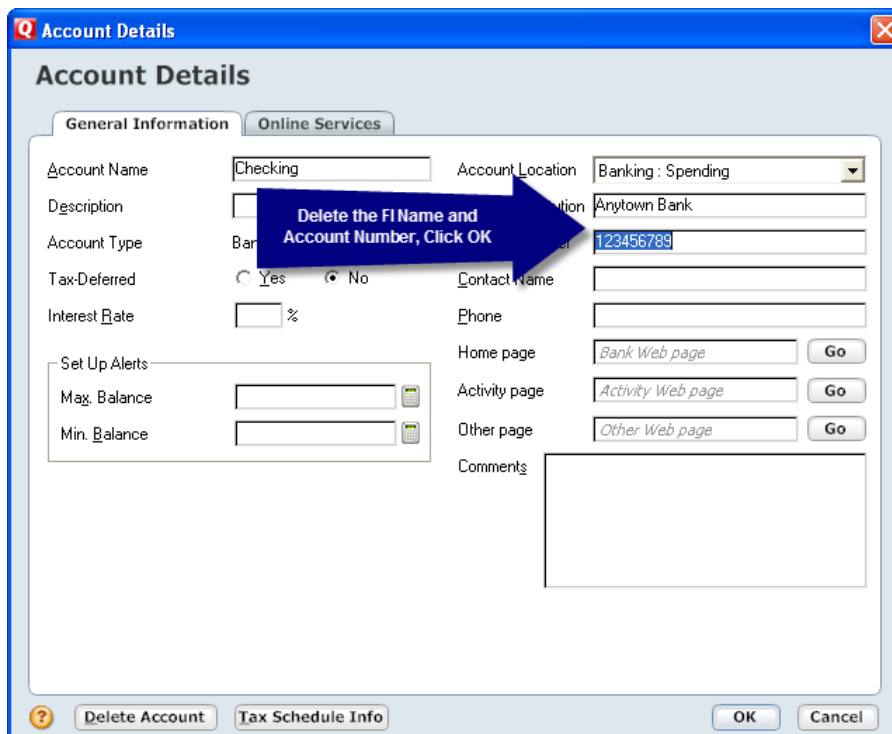 Q Account Details
Account Details
General Information Online Services
Account Name Checking Account Location Banking : Spending
Description ution Anytown Bank
Delete the FI Name and
Account Number, Click OK
Account Type Ban 123456789
Tax-Deferred Yes No Contact Name
Interest Rate % Phone
Home page Bank Web page Go
Set Up Alerts
Max. Balance Activity page Activity Web page Go
Min. Balance Other page Other Web page Go
Comments
? Delete Account Tax Schedule Info OK Cancel